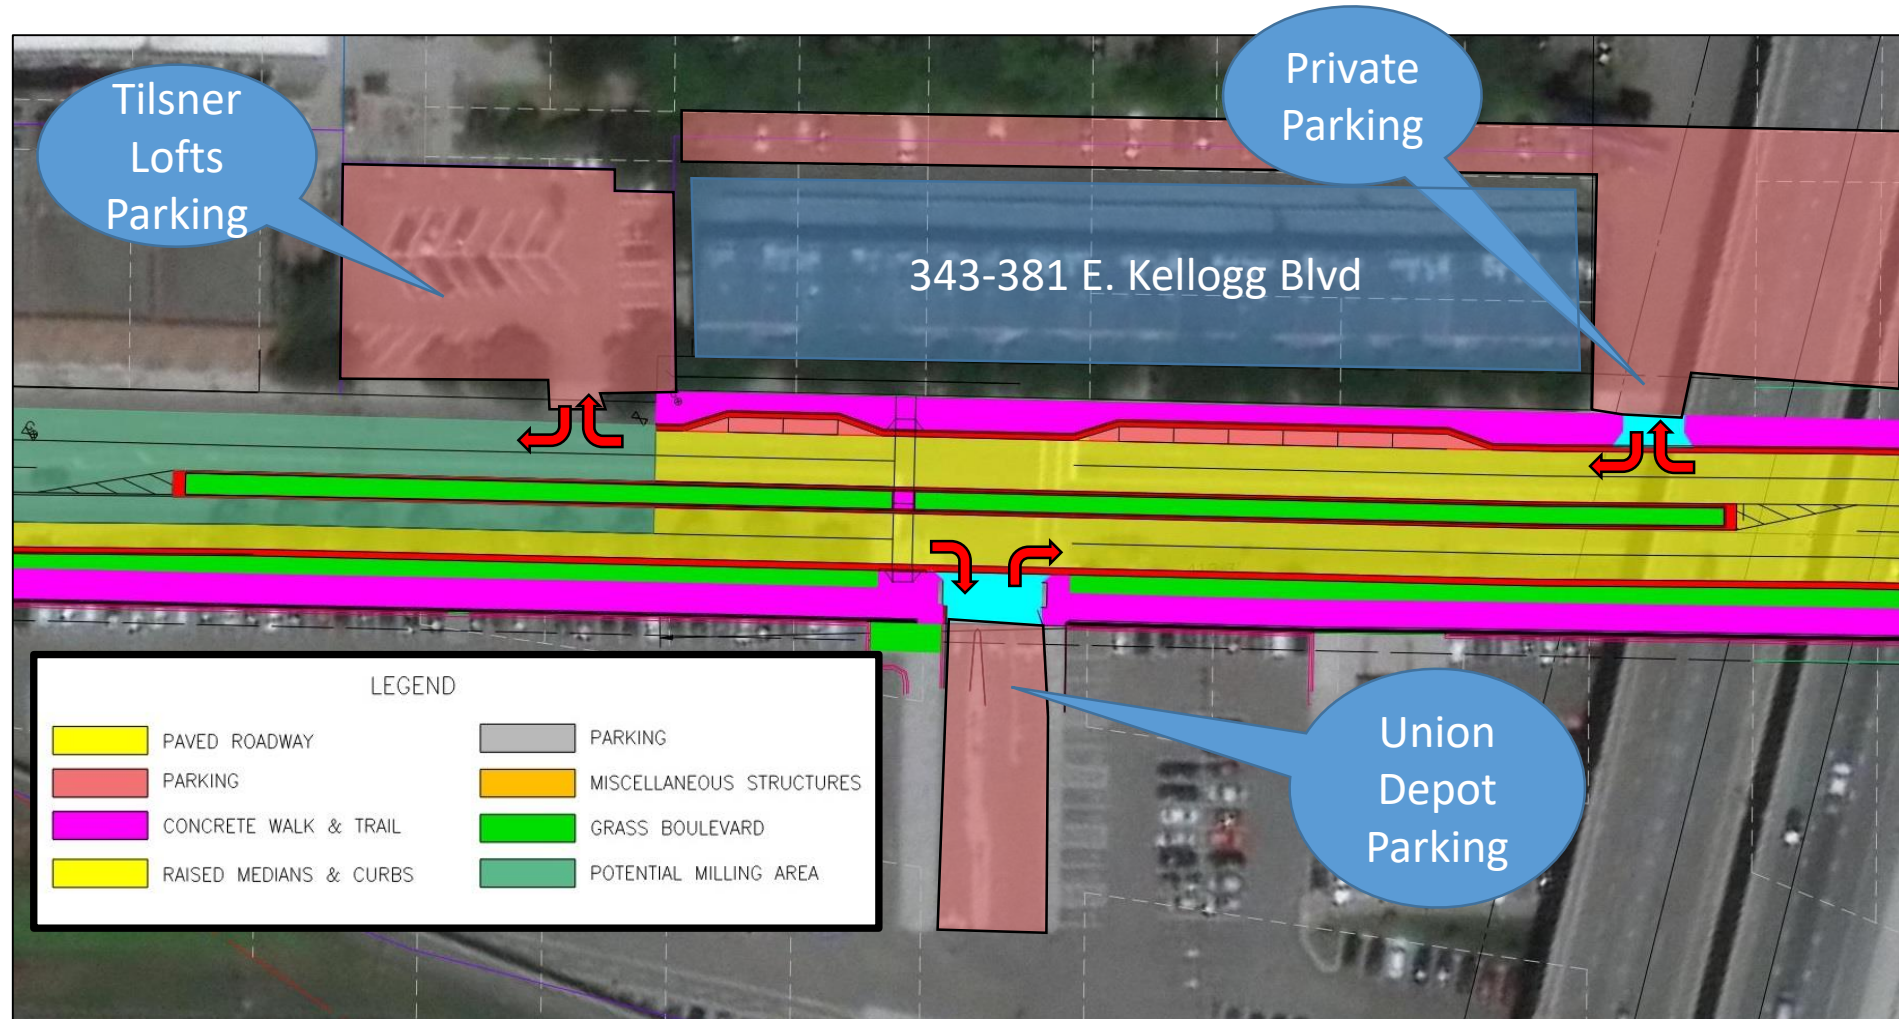 Tilsner
Lofts
Parking
Private
Parking
343-381 E. Kellogg Blvd
Union
Depot
Parking
LEGEND
PAVED ROADWAY
PARKING
CONCRETE WALK & TRAIL
RAISED MEDIANS & CURBS
PARKING
MISCELLANEOUS STRUCTURES
GRASS BOULEVARD
POTENTIAL MILLING AREA